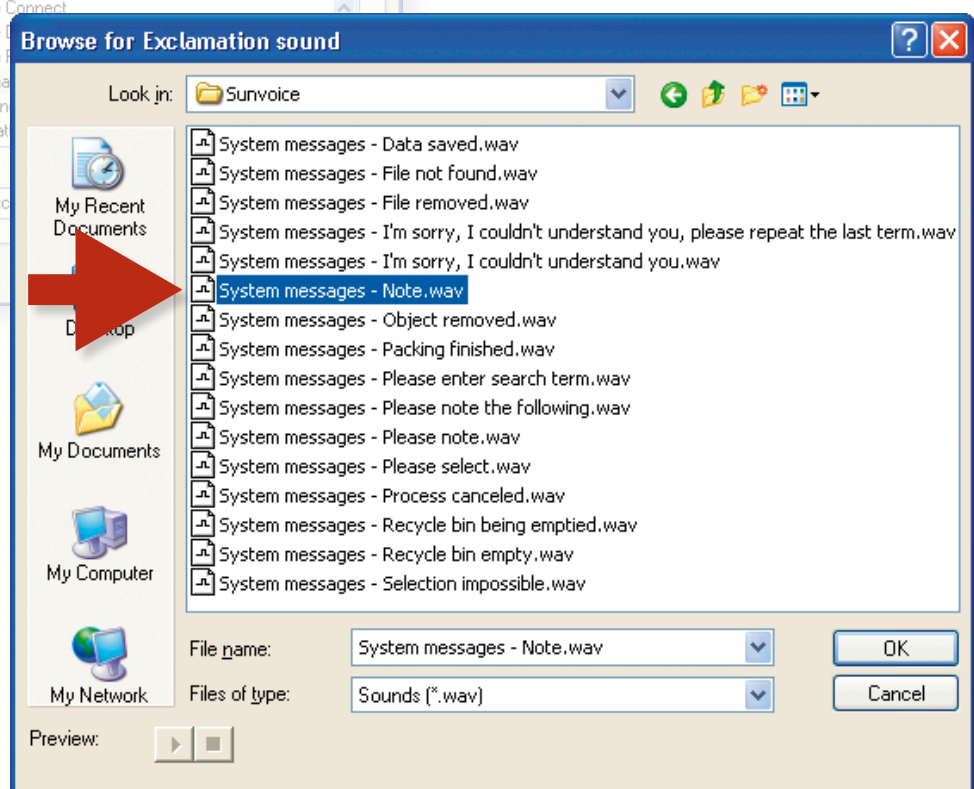 Connect
Browse for Exclamation sound
Look in:
Sunvoice
My Recent
Documents
My Documents
My Computer
My Network
System messages - Data saved.wav
System messages - File not found.wav
System messages - File removed.wav
System messages - I'm sorry, I couldn't understand you, please repeat the last term.wav
System messages - I'm sorry, I couldn't understand you.wav
System messages - Note.wav
System messages - Object removed.wav
System messages - Packing finished.wav
System messages - Please enter search term.wav
System messages - Please note the following.wav
System messages - Please note.wav
System messages - Please select.wav
System messages - Process canceled.wav
System messages - Recycle bin being emptied.wav
System messages - Recycle bin empty.wav
System messages - Selection impossible.wav
File name:
System messages - Note.wav
OK
Files of type:
Sounds (*.wav)
Cancel
Preview: